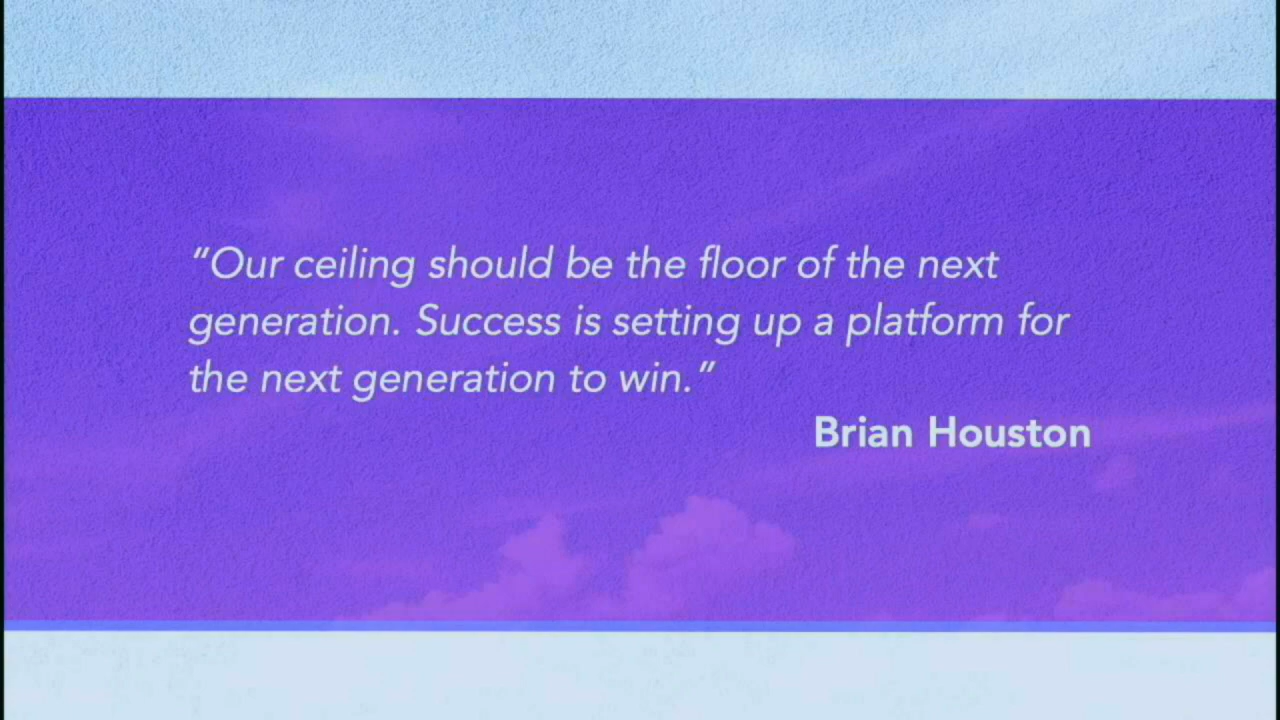 “Our ceiling should be the floor of the next
generation. Success is setting up a platform for
the next generation to win.”
Brian Houston